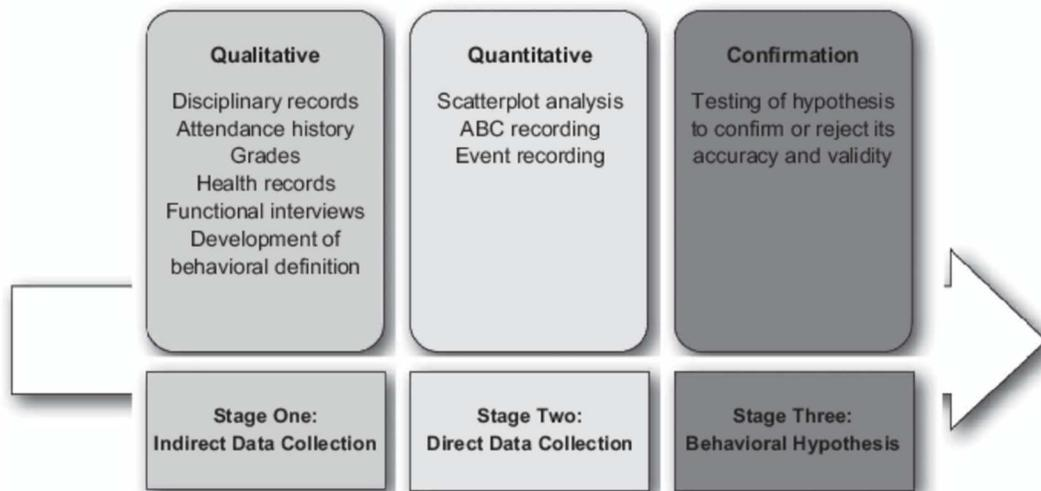 Qualitative
Disciplinary records
Attendance history
Grades
Health records
Functional interviews
Development of
behavioral definition
Quantitative
Scatterplot analysis
ABC recording
Event recording
Confirmation
Testing of hypothesis
to confirm or reject its
accuracy and validity
Stage One:
Indirect Data Collection
Stage Two:
Direct Data Collection
Stage Three:
Behavioral Hypothesis